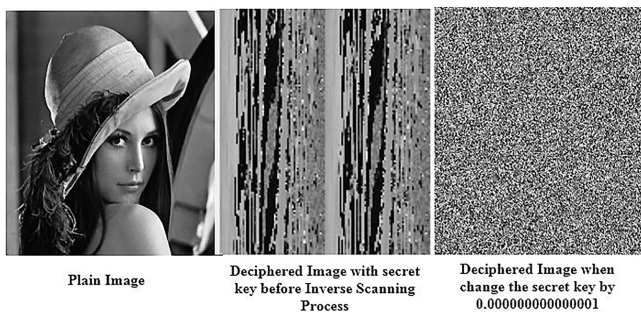 Plain Image
Deciphered Image with secret
key before Inverse Scanning
Process
Deciphered Image when
change the secret key by
0.000000000000001